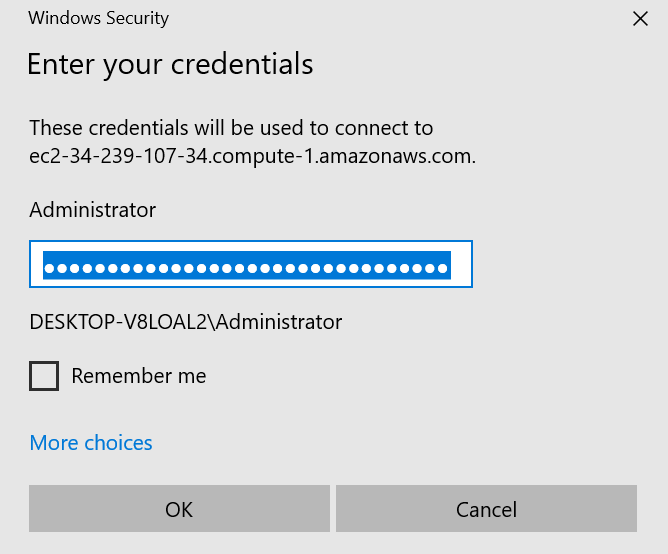 Windows Security
Enter your credentials
These credentials will be used to connect to
ec2-34-239-107-34.compute-1.amazonaws.com.
Administrator
●●●●●●●●●●●●●●●●●●●●●●●●●●●●●●●●
DESKTOP-V8LOAL2\Administrator
Remember me
More choices
OK
Cancel